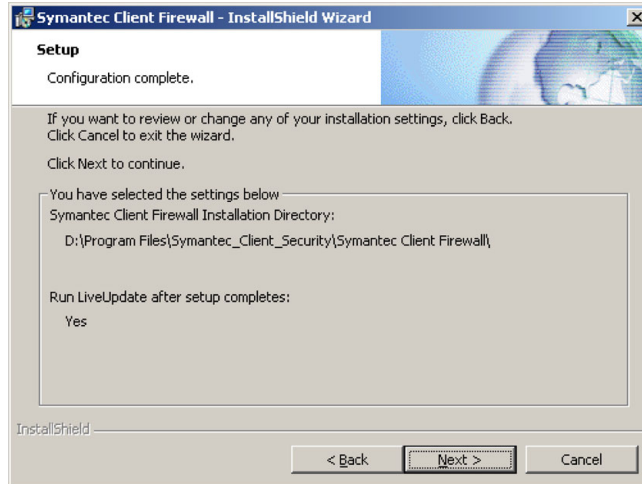 Symantec Client Firewall - InstallShield Wizard
Setup
Configuration complete.
If you want to review or change any of your installation settings, click Back.
Click Cancel to exit the wizard.
Click Next to continue.
You have selected the settings below
Symantec Client Firewall Installation Directory:
D:\Program Files\Symantec_Client_Security\Symantec Client Firewall\
Run LiveUpdate after setup completes:
Yes
InstallShield
< Back
Next >
Cancel